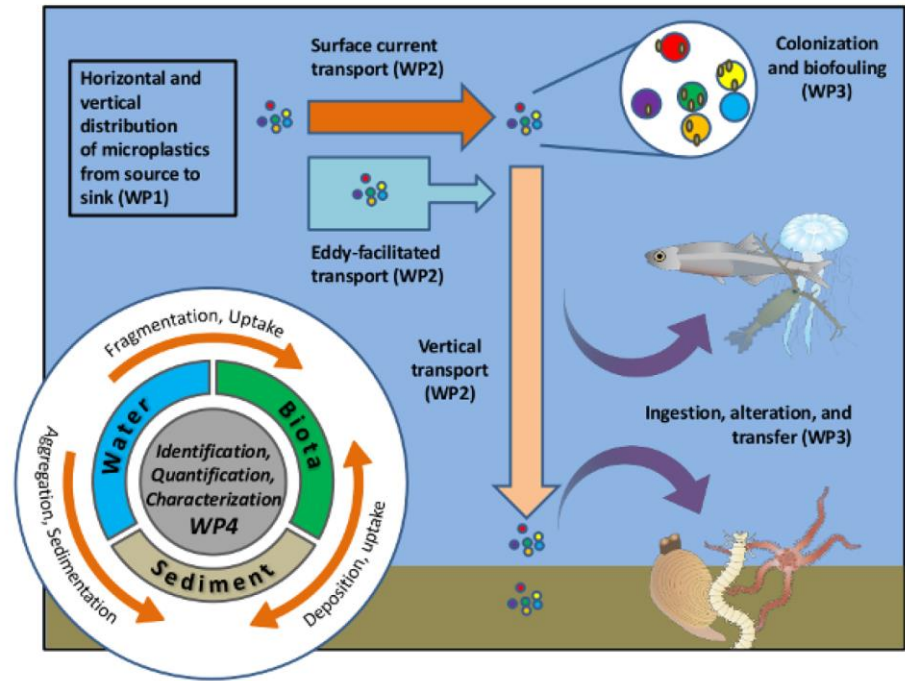 Horizontal and
vertical
distribution
of microplastics
from source to
sink (WP1)
Surface current
transport (WP2)
Colonization
and biofouling
(WP3)
Eddy-facilitated
transport (WP2)
Vertical
transport
(WP2)
Ingestion, alteration, and
transfer (WP3)
Fragmentation, Uptake
Aggregation, Sedimentation
Deposition, uptake
Water
Biota
Sediment
Identification,
Quantification,
Characterization
WP4